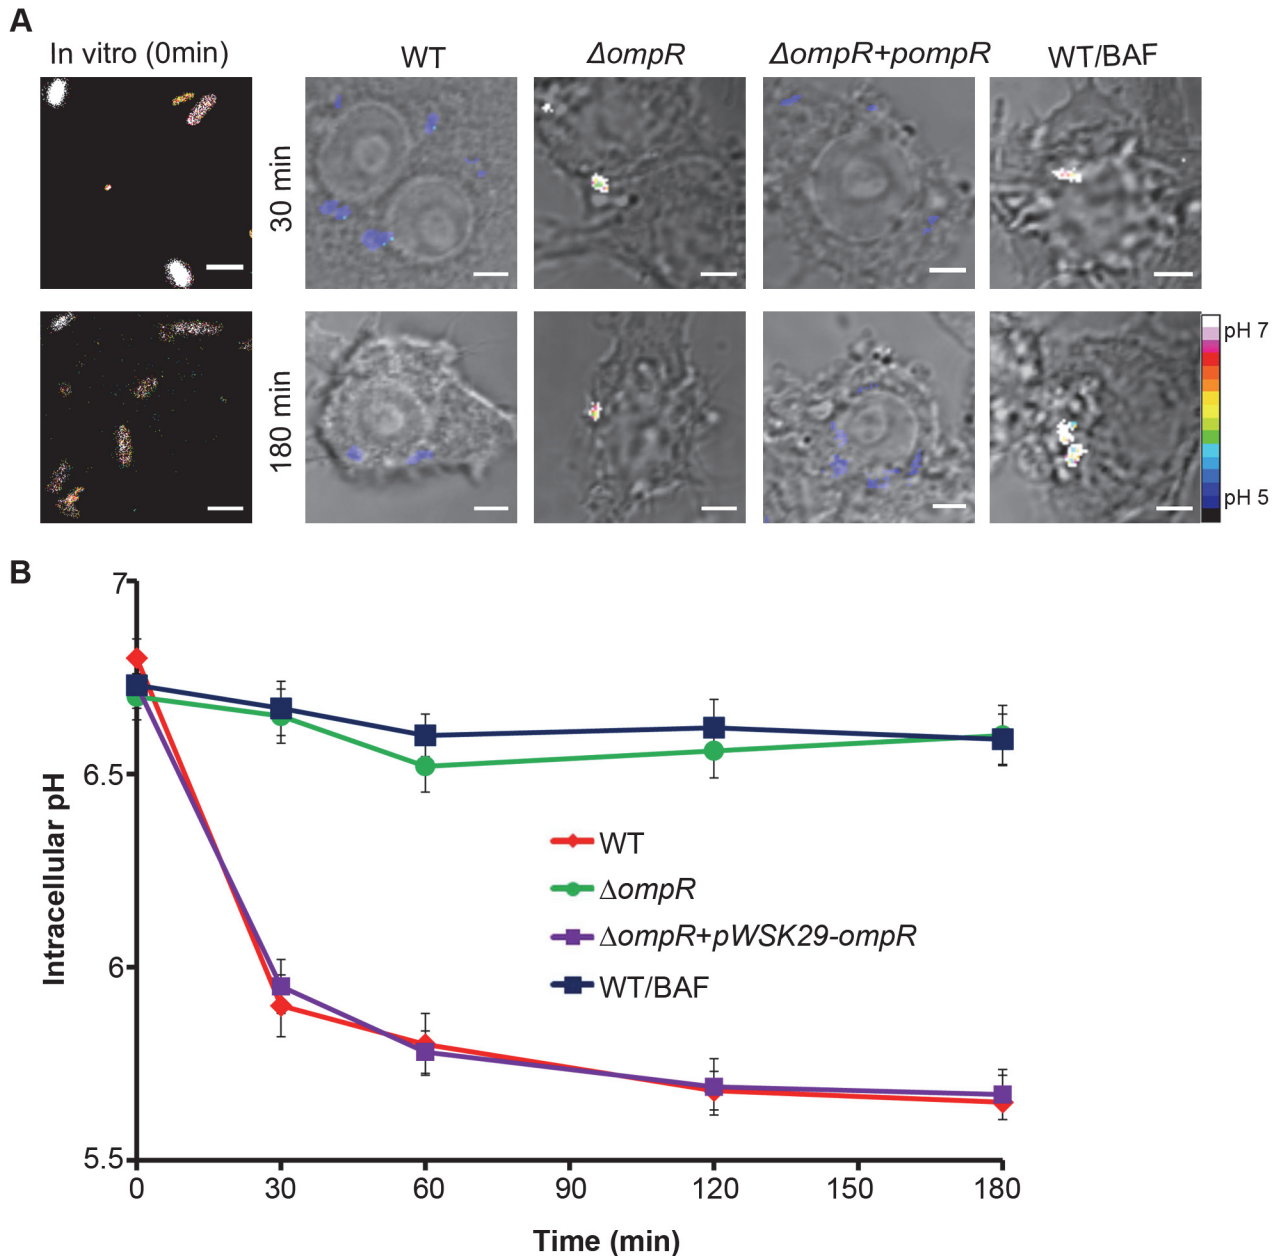 A
In vitro (0min)
WT
ΔompR
ΔompR+pompR
WT/BAF
30 min
180 min
pH 7
pH 5
B
7
6.5
6
5.5
Intracellular pH
WT
ΔompR
ΔompR+pWSK29-ompR
WT/BAF
0
30
60
90
120
150
180
Time (min)